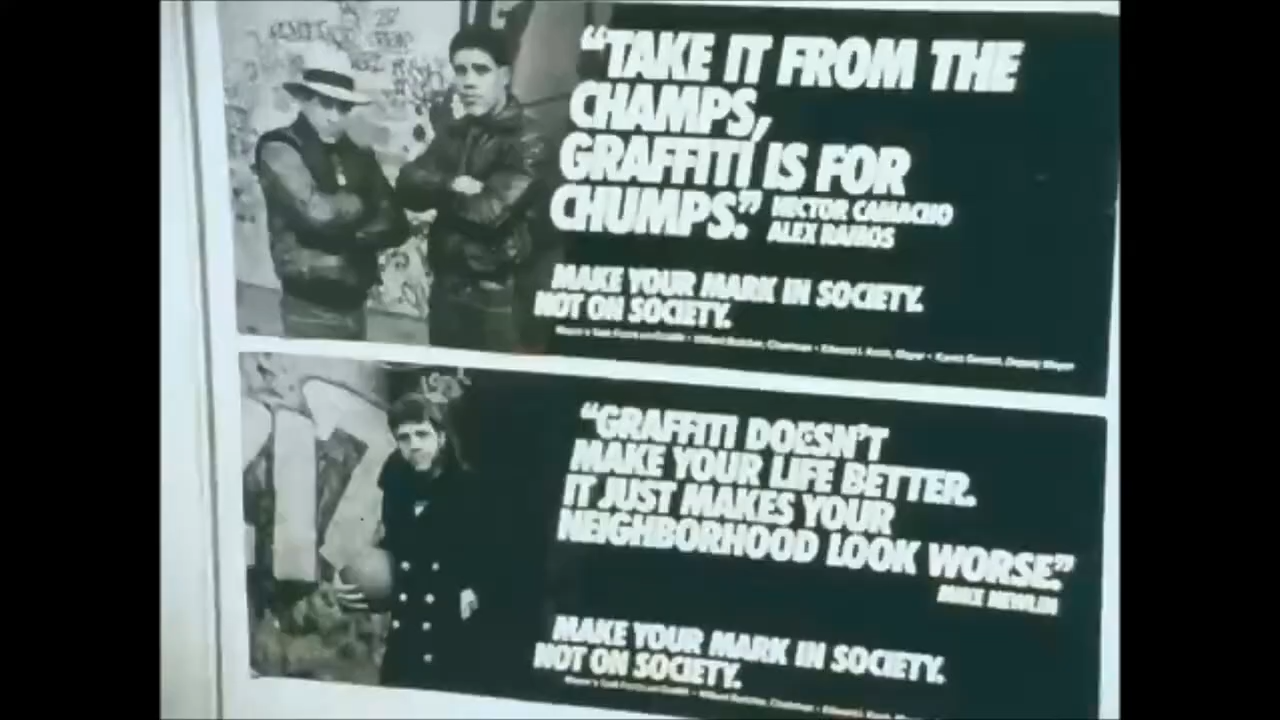 “TAKE IT FROM THE
CHAMPS,
GRAFFITI IS FOR
CHUMPS.” HECTOR CAMACHO
ALEX RAMOS
MAKE YOUR MARK IN SOCIETY.
NOT ON SOCIETY.
“GRAFFITI DOESN'T
MAKE YOUR LIFE BETTER.
IT JUST MAKES YOUR
NEIGHBORHOOD LOOK WORSE.”
MIKE NEWLIN
MAKE YOUR MARK IN SOCIETY.
NOT ON SOCIETY.